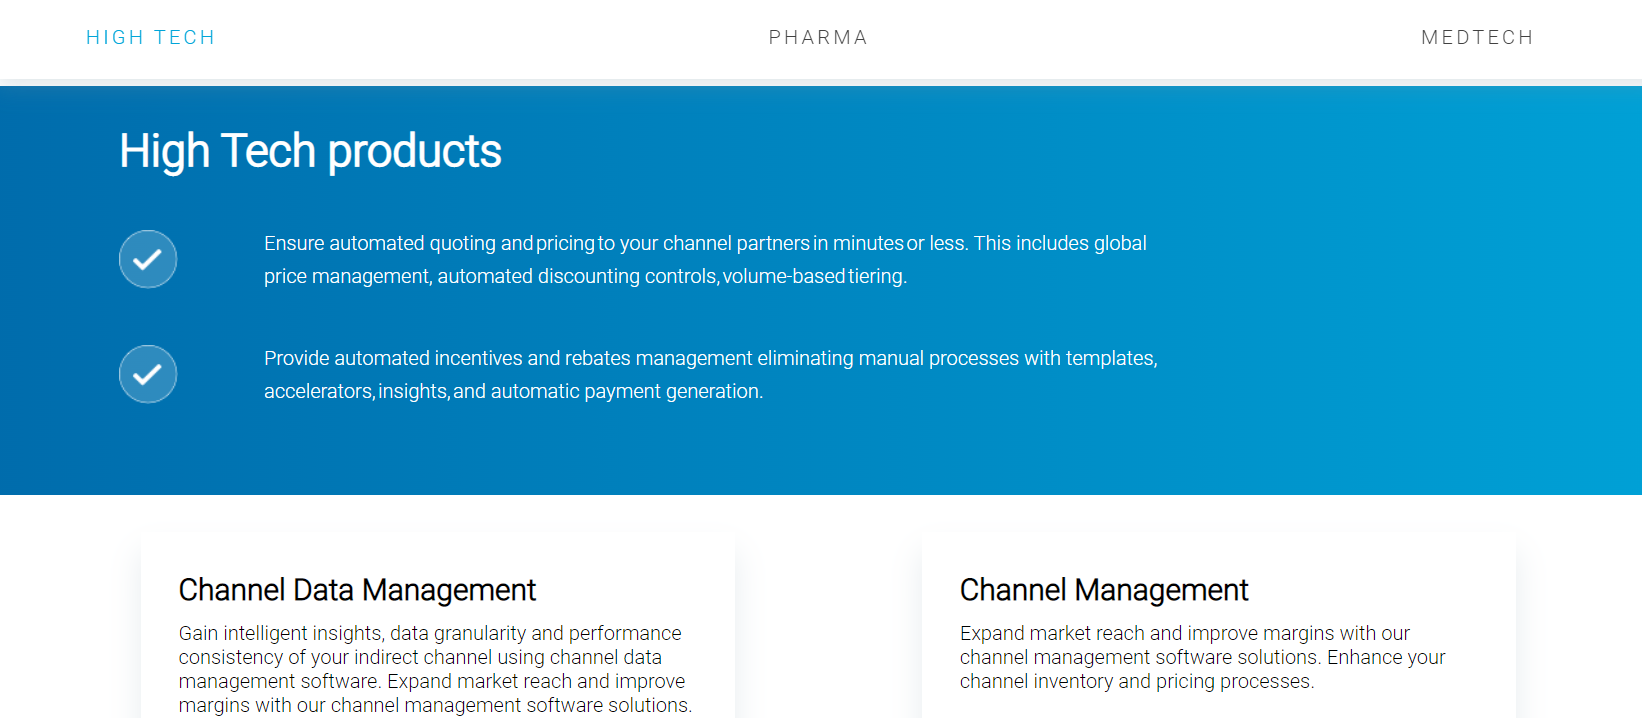 HIGH TECH
PHARMA
MEDTECH
High Tech products
Ensure automated quoting and pricing to your channel partners in minutes or less. This includes global
price management, automated discounting controls, volume-based tiering.
Provide automated incentives and rebates management eliminating manual processes with templates,
accelerators, insights, and automatic payment generation.
Channel Data Management
Gain intelligent insights, data granularity and performance
consistency of your indirect channel using channel data
management software. Expand market reach and improve
margins with our channel management software solutions.
Channel Management
Expand market reach and improve margins with our
channel management software solutions. Enhance your
channel inventory and pricing processes.